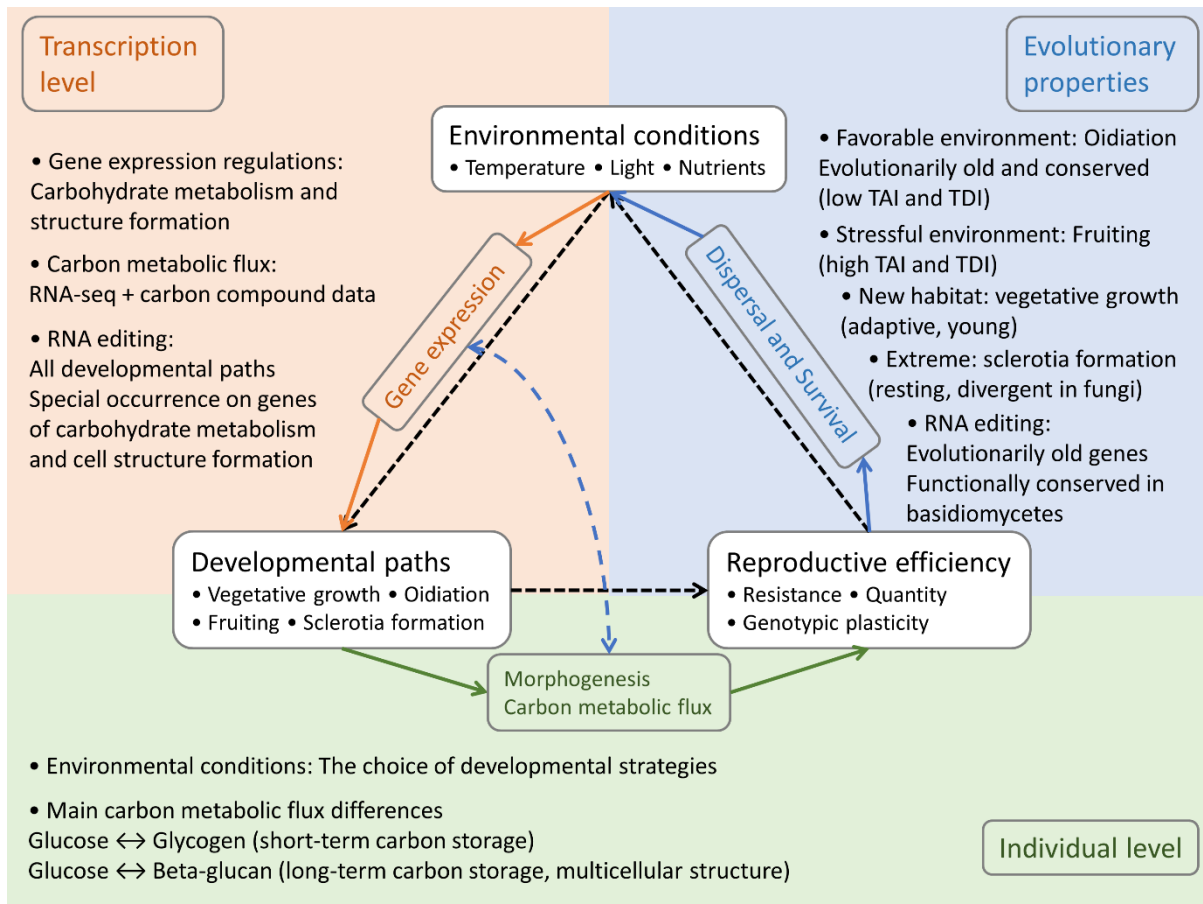 Transcription
level
Evolutionary
properties
Environmental conditions
• Temperature • Light • Nutrients
• Gene expression regulations:
Carbohydrate metabolism and
structure formation
• Carbon metabolic flux:
RNA-seq + carbon compound data
• RNA editing:
All developmental paths
Special occurrence on genes
of carbohydrate metabolism
and cell structure formation
Gene expression
Dispersal and Survival
• Favorable environment: Oidiation
Evolutionarily old and conserved
(low TAI and TDI)
• Stressful environment: Fruiting
(high TAI and TDI)
• New habitat: vegetative growth
(adaptive, young)
• Extreme: sclerotia formation
(resting, divergent in fungi)
• RNA editing:
Evolutionarily old genes
Functionally conserved in
basidiomycetes
Developmental paths
• Vegetative growth • Oidiation
• Fruiting • Sclerotia formation
Reproductive efficiency
• Resistance • Quantity
• Genotypic plasticity
Morphogenesis
Carbon metabolic flux
• Environmental conditions: The choice of developmental strategies
• Main carbon metabolic flux differences
Glucose ↔ Glycogen (short-term carbon storage)
Glucose ↔ Beta-glucan (long-term carbon storage, multicellular structure)
Individual level